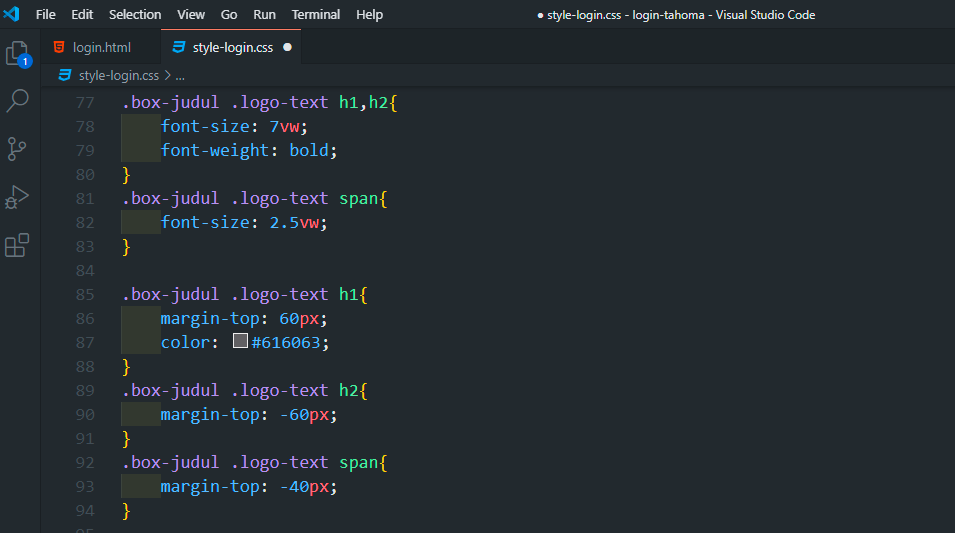 File Edit Selection View Go Run Terminal Help ● style-login.css - login-tahoma - Visual Studio Code
login.html style-login.css ●
1
style-login.css > ...
77 .box-judul .logo-text h1,h2{
78 font-size: 7vw;
79 font-weight: bold;
80 }
81 .box-judul .logo-text span{
82 font-size: 2.5vw;
83 }
84
85 .box-judul .logo-text h1{
86 margin-top: 60px;
87 color: #616063;
88 }
89 .box-judul .logo-text h2{
90 margin-top: -60px;
91 }
92 .box-judul .logo-text span{
93 margin-top: -40px;
94 }